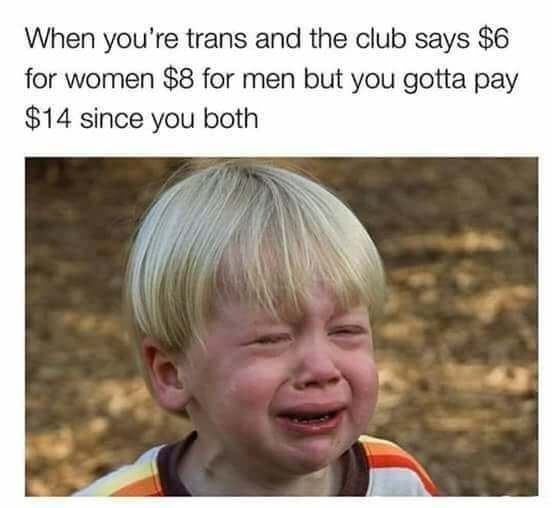 When you're trans and the club says $6
for women $8 for men but you gotta pay
$14 since you both